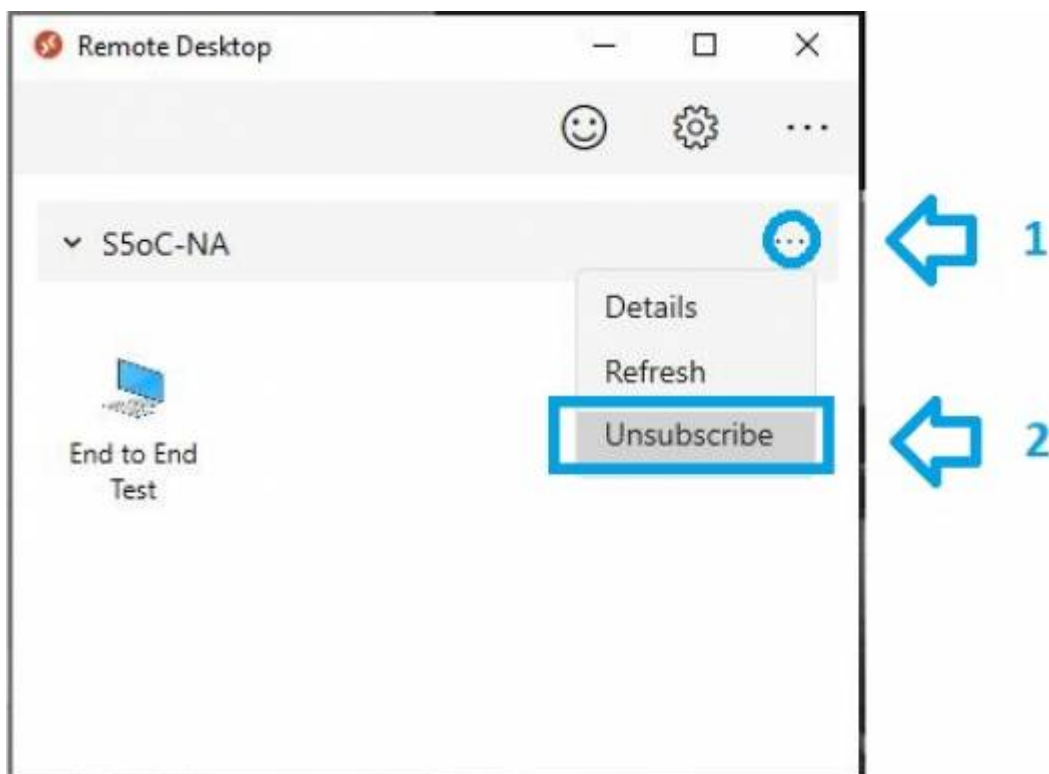 Remote Desktop
S5oC-NA
1
Details
Refresh
Unsubscribe
2
End to End
Test